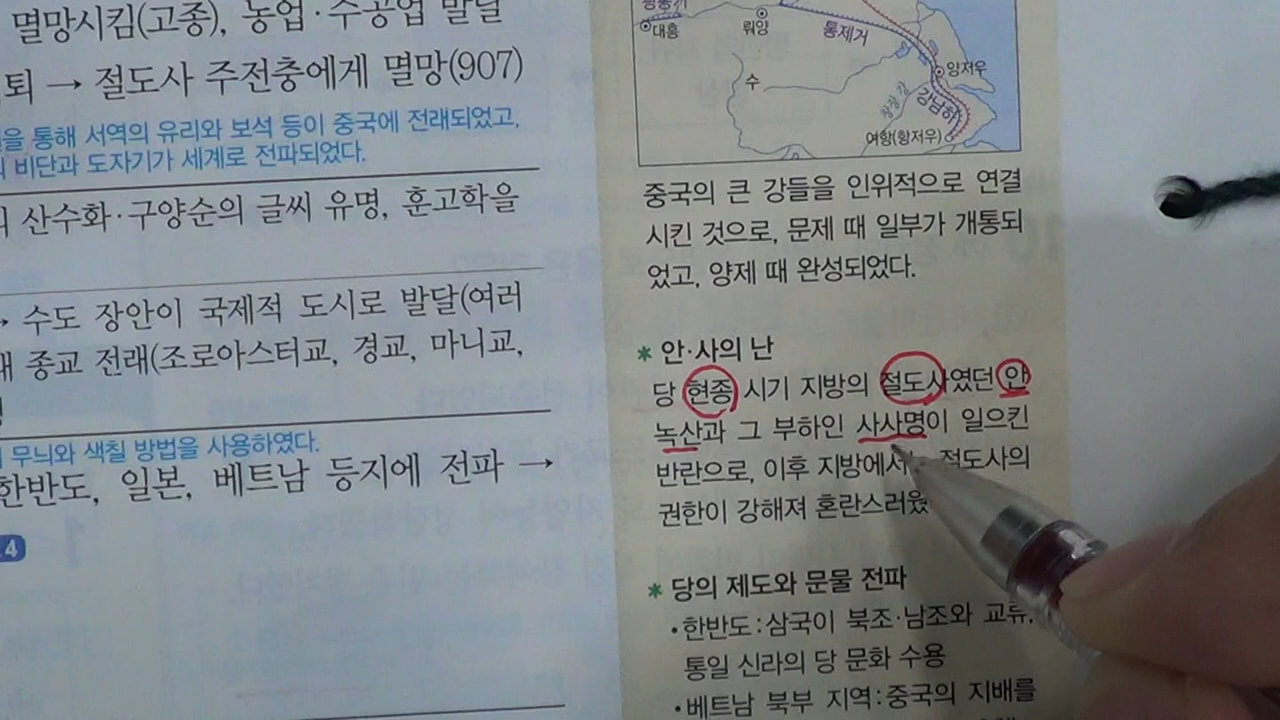 멸망시킴(고종), 농업·수공업 발달
퇴 → 절도사 주전충에게 멸망(907)
을 통해 서역의 유리와 보석 등이 중국에 전래되었고,
비단과 도자기가 세계로 전파되었다.
산수화·구양순의 글씨 유명, 훈고학을
수도 장안이 국제적 도시로 발달(여러
종교 전래(조로아스터교, 경교, 마니교,
무늬와 색칠 방법을 사용하였다.
한반도, 일본, 베트남 등지에 전파 →
4
대흥
뤄양
통제거
수
양저우
창장 강
강남하
여항(항저우)
중국의 큰 강들을 인위적으로 연결
시킨 것으로, 문제 때 일부가 개통되
었고, 양제 때 완성되었다.
* 안·사의 난
당 현종 시기 지방의 절도사였던 안
녹산과 그 부하인 사사명이 일으킨
반란으로, 이후 지방에서 절도사의
권한이 강해져 혼란스러웠
* 당의 제도와 문물 전파
•한반도:삼국이 북조·남조와 교류,
통일 신라의 당 문화 수용
•베트남 북부 지역:중국의 지배를